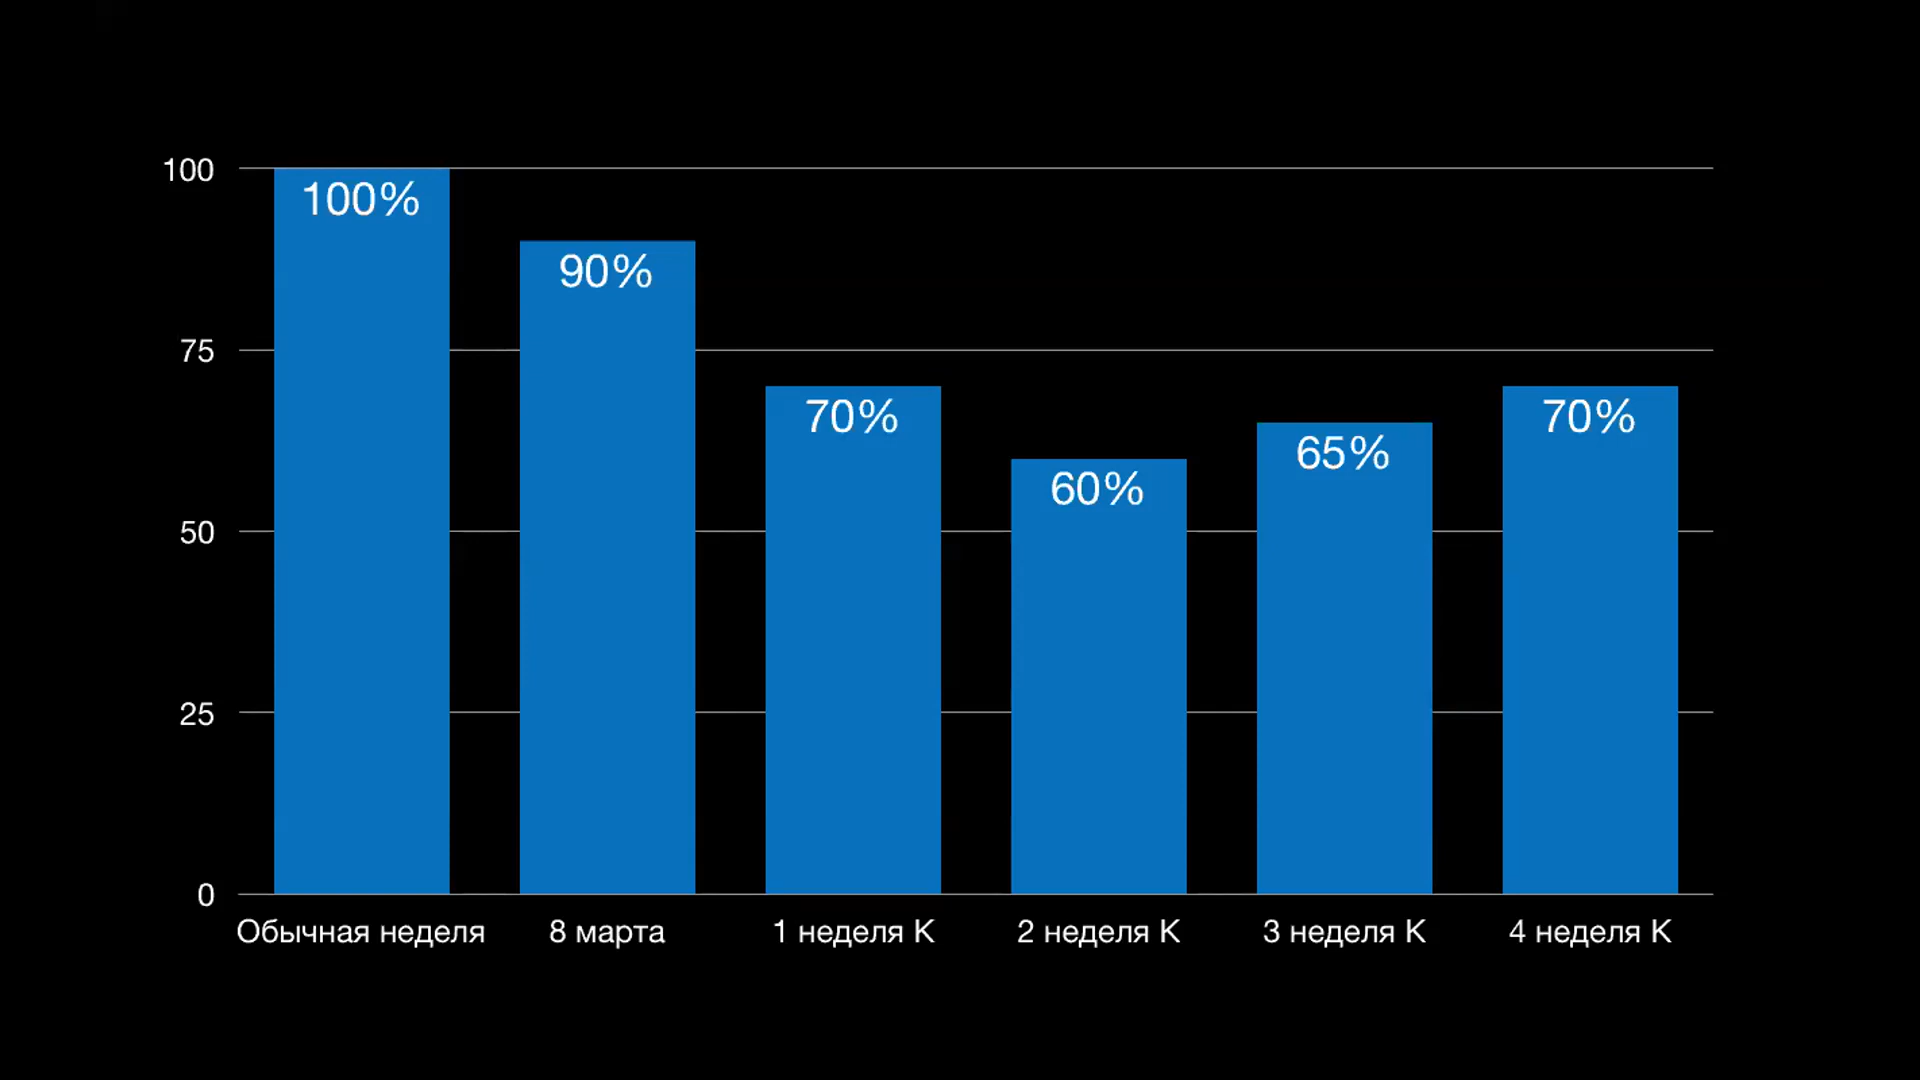 100
75
50
25
0
100%
90%
70%
60%
65%
70%
Обычная неделя
8 марта
1 неделя К
2 неделя К
3 неделя К
4 неделя К